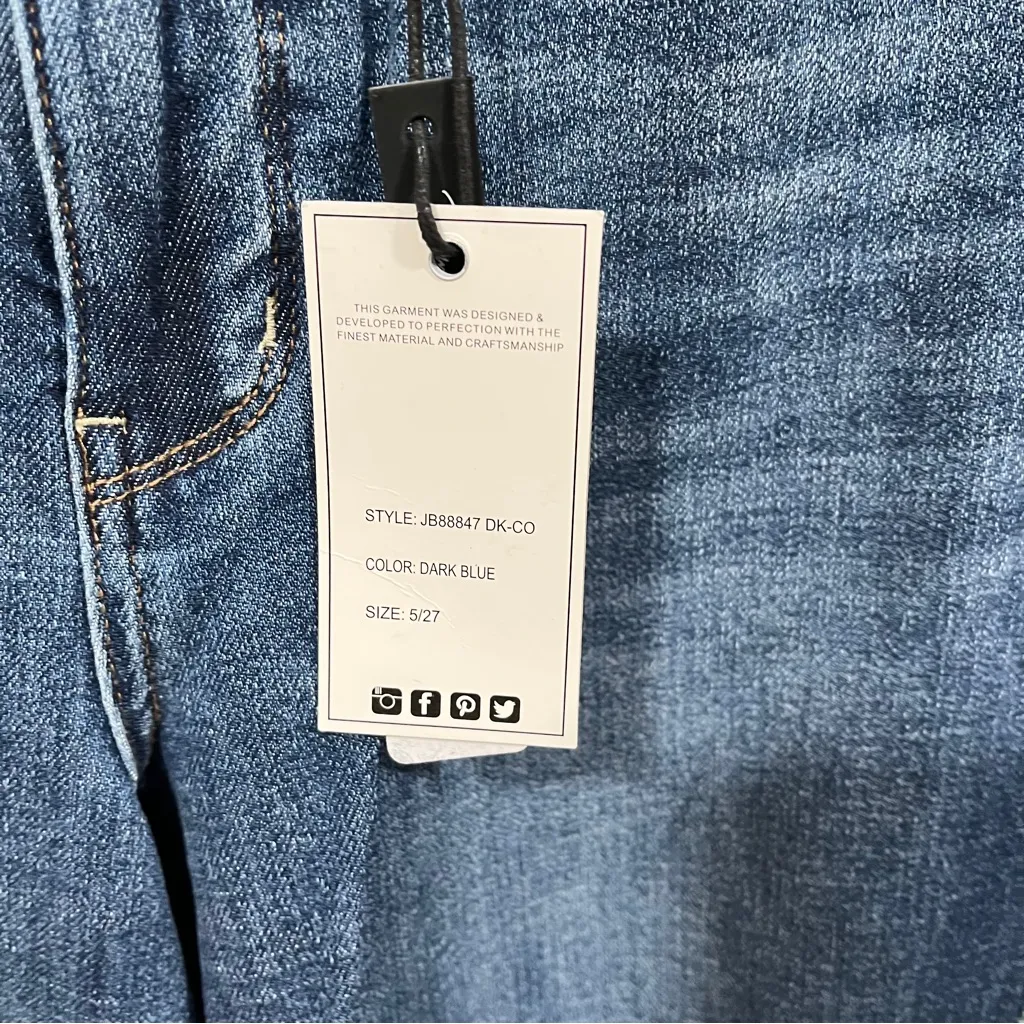 THIS GARMENT WAS DESIGNED &
DEVELOPED TO PERFECTION WITH THE
FINEST MATERIAL AND CRAFTSMANSHIP
STYLE: JB88847 DK-CO
COLOR: DARK BLUE
SIZE: 5/27